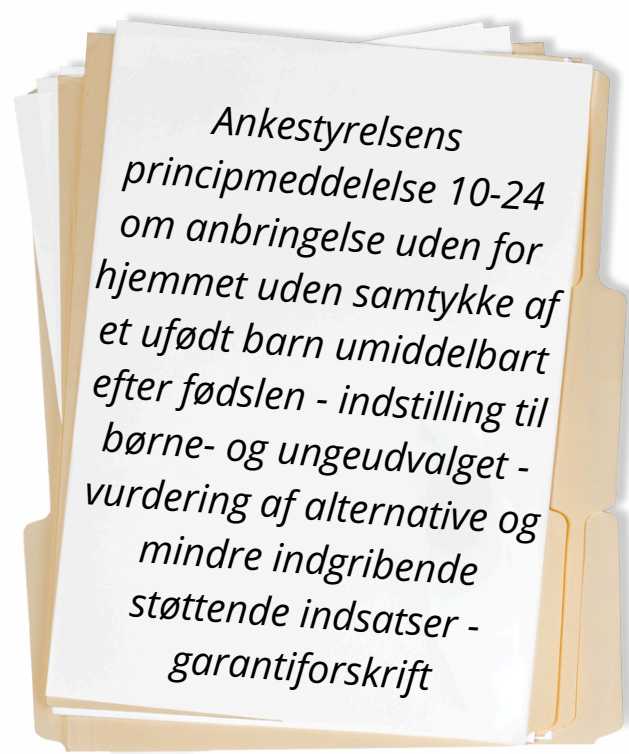 Ankestyrelsens
principmeddelelse 10-24
om anbringelse uden for
hjemmet uden samtykke af
et ufødt barn umiddelbart
efter fødslen - indstilling til
børne- og ungeudvalget -
vurdering af alternative og
mindre indgribende
støttende indsatser -
garantiforskrift